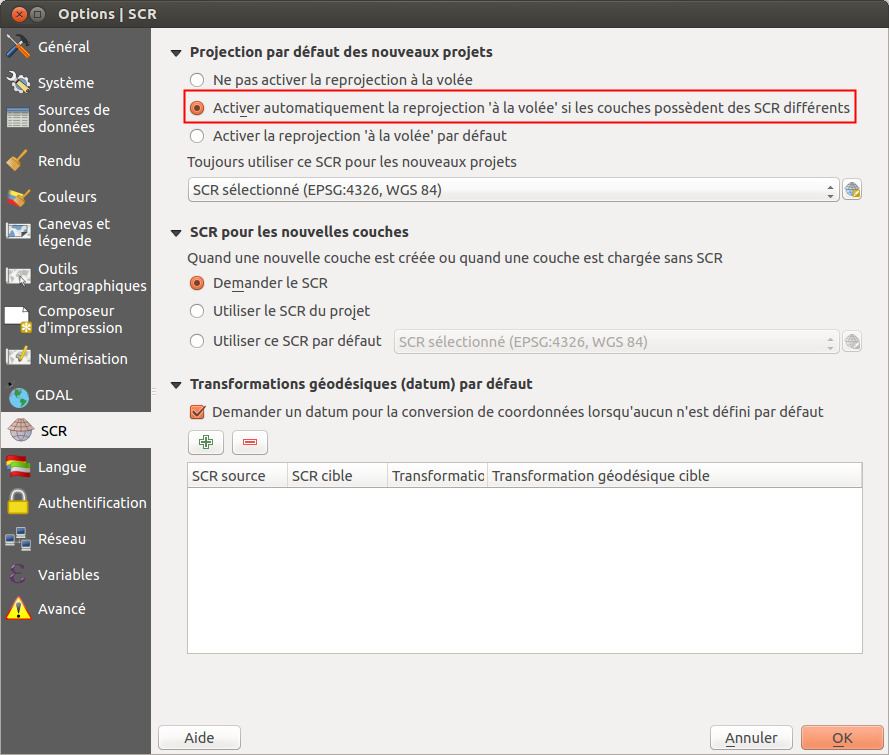 Options | SCR
Général
Système
Sources de
données
Rendu
Couleurs
Canevas et
légende
Outils
cartographiques
Composeur
d'impression
Numérisation
GDAL
SCR
Langue
Authentification
Réseau
Variables
Avancé
Projection par défaut des nouveaux projets
Ne pas activer la reprojection à la volée
Activer automatiquement la reprojection 'à la volée' si les couches possèdent des SCR différents
Activer la reprojection 'à la volée' par défaut
Toujours utiliser ce SCR pour les nouveaux projets
SCR sélectionné (EPSG:4326, WGS 84)
SCR pour les nouvelles couches
Quand une nouvelle couche est créée ou quand une couche est chargée sans SCR
Demander le SCR
Utiliser le SCR du projet
Utiliser ce SCR par défaut
SCR sélectionné (EPSG:4326, WGS 84)
Transformations géodésiques (datum) par défaut
Demander un datum pour la conversion de coordonnées lorsqu'aucun n'est défini par défaut
SCR source SCR cible Transformatio Transformation géodésique cible
Aide Annuler OK